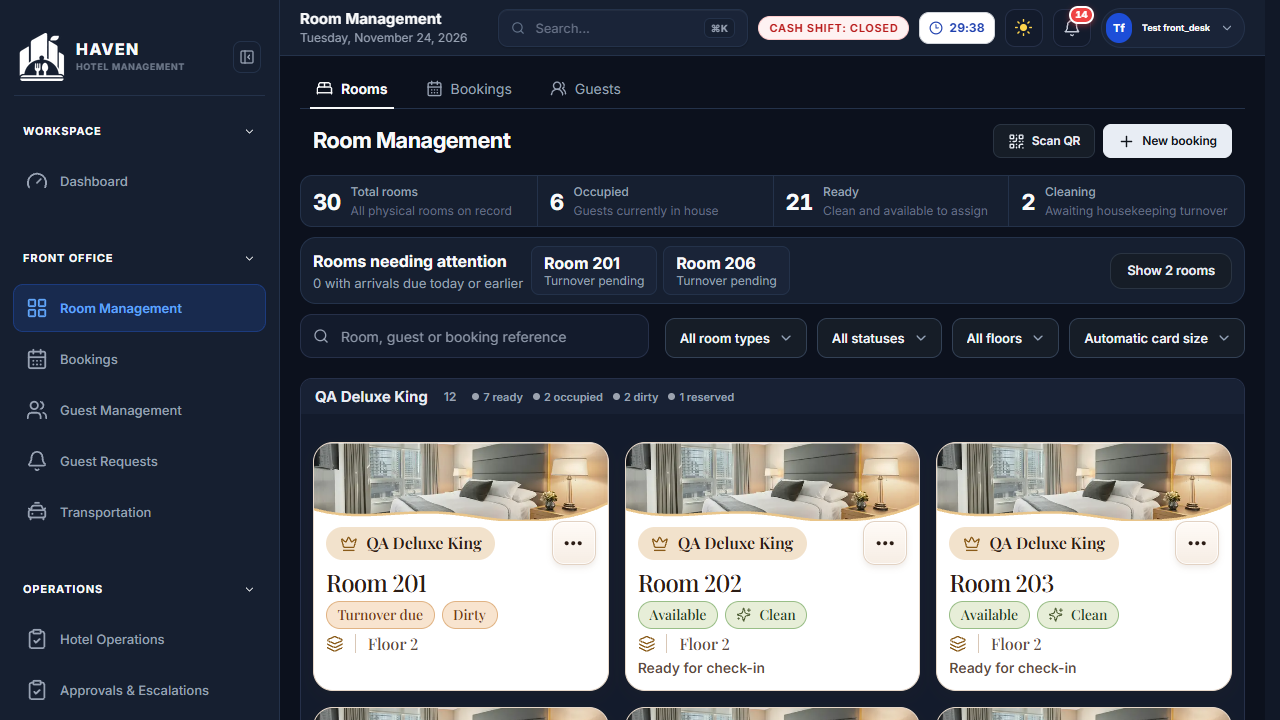 HAVEN
HOTEL MANAGEMENT
WORKSPACE
Dashboard
FRONT OFFICE
Room Management
Bookings
Guest Management
Guest Requests
Transportation
OPERATIONS
Hotel Operations
Approvals & Escalations
Room Management
Tuesday, November 24, 2026
Search...
Ctrl K
CASH SHIFT: CLOSED
29:38
14
Tf
Test front_desk
Rooms
Bookings
Guests
Room Management
Scan QR
New booking
30 Total rooms
All physical rooms on record
6 Occupied
Guests currently in house
21 Ready
Clean and available to assign
2 Cleaning
Awaiting housekeeping turnover
Rooms needing attention
0 with arrivals due today or earlier
Room 201
Turnover pending
Room 206
Turnover pending
Show 2 rooms
Room, guest or booking reference
All room types
All statuses
All floors
Automatic card size
QA Deluxe King 12 7 ready 2 occupied 2 dirty 1 reserved
QA Deluxe King
Room 201
Turnover due Dirty
Floor 2
QA Deluxe King
Room 202
Available Clean
Floor 2
Ready for check-in
QA Deluxe King
Room 203
Available Clean
Floor 2
Ready for check-in